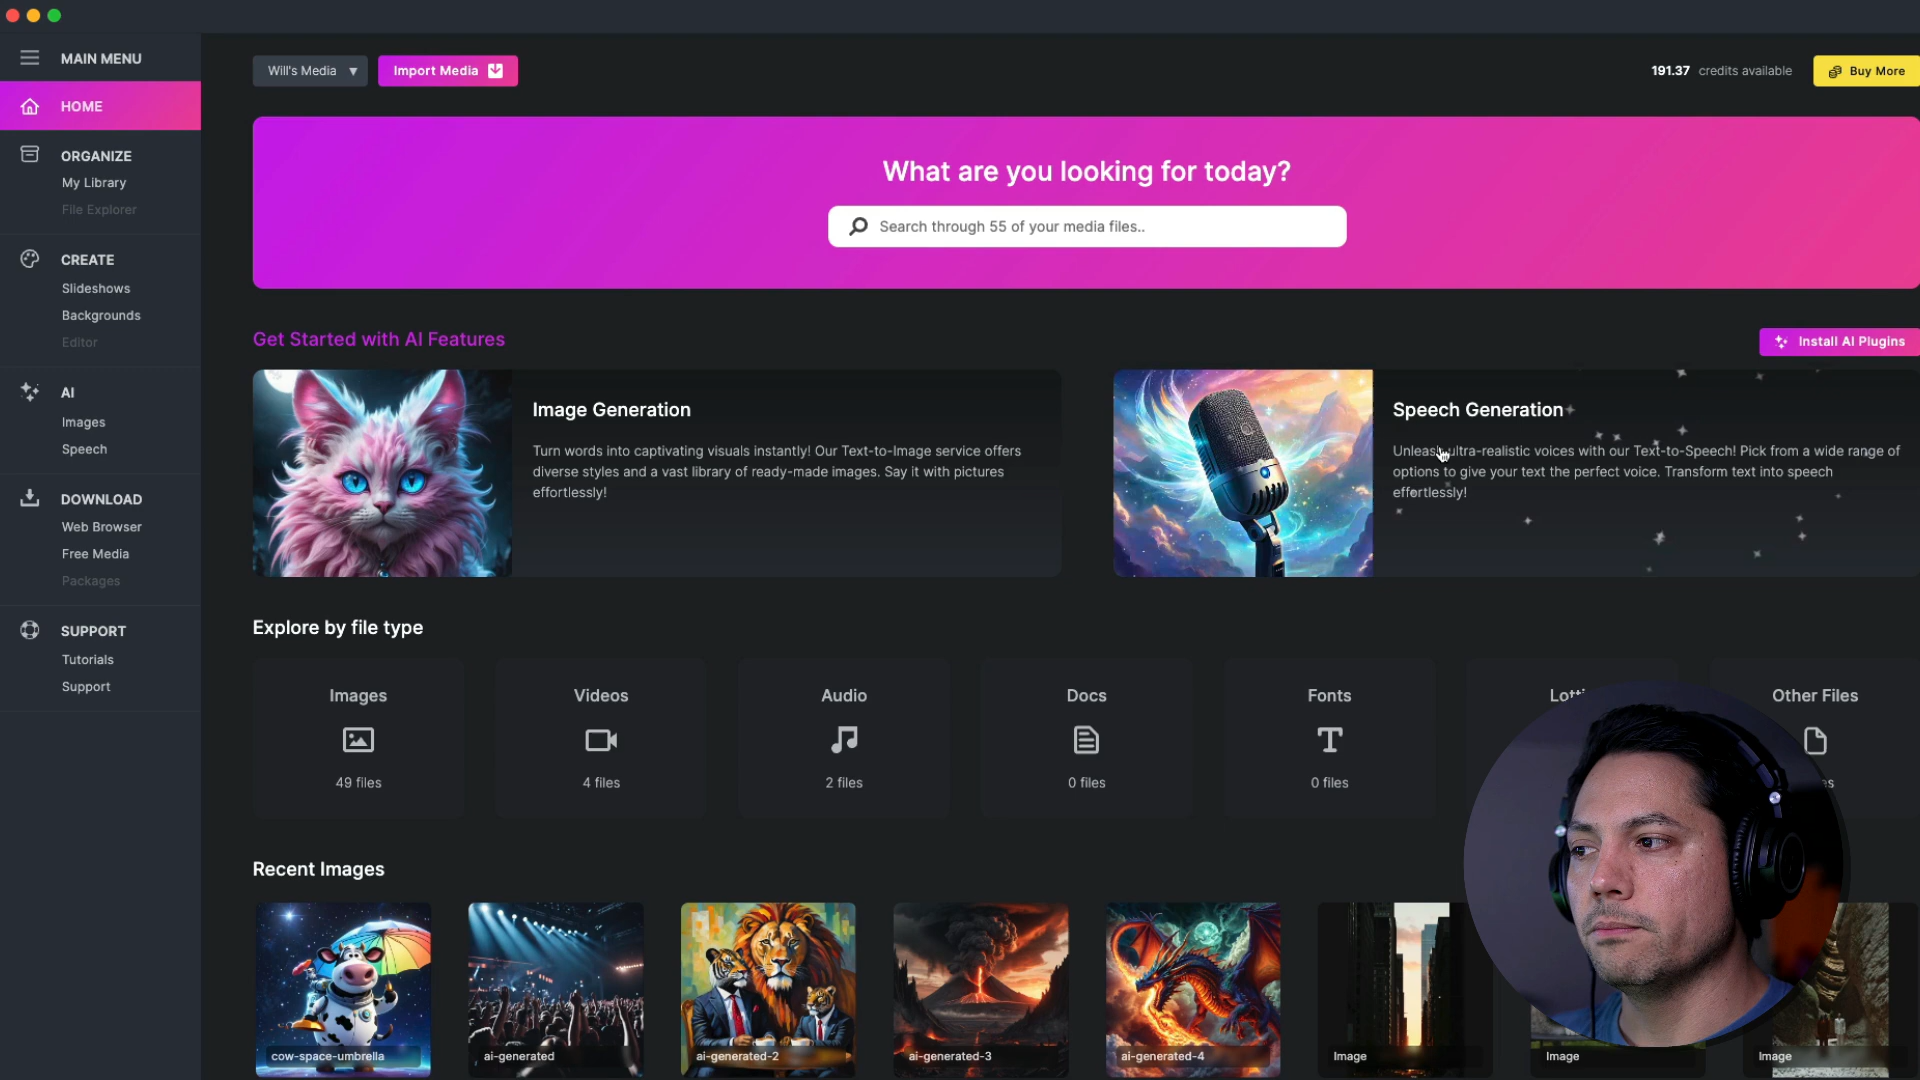 MAIN MENU
HOME
ORGANIZE
My Library
File Explorer
CREATE
Slideshows
Backgrounds
Editor
AI
Images
Speech
DOWNLOAD
Web Browser
Free Media
Packages
SUPPORT
Tutorials
Support
Will's Media
Import Media
191.37 credits available
Buy More
What are you looking for today?
Search through 55 of your media files..
Get Started with AI Features
Install AI Plugins
Image Generation
Turn words into captivating visuals instantly! Our Text-to-Image service offers
diverse styles and a vast library of ready-made images. Say it with pictures
effortlessly!
Speech Generation
ultra-realistic voices with our Text-to-Speech! Pick from a wide range of
options to give your text the perfect voice. Transform text into speech
effortlessly!
Explore by file type
Images
49 files
Videos
4 files
Audio
2 files
Docs
0 files
Fonts
0 files
Other Files
Recent Images
cow-space-umbrella
ai-generated
ai-generated-2
ai-generated-3
ai-generated-4
Image
Image
Image